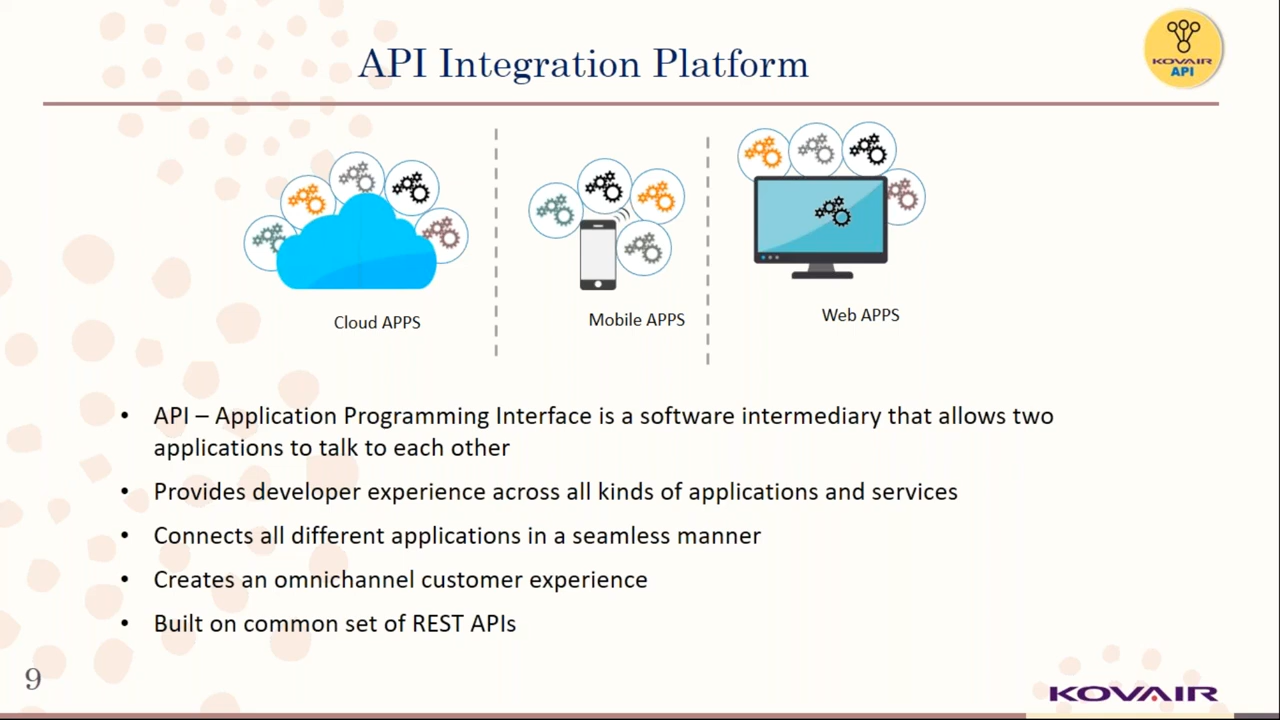 API Integration Platform
KOVAIR
API
Cloud APPS
Mobile APPS
Web APPS
• API – Application Programming Interface is a software intermediary that allows two
applications to talk to each other
• Provides developer experience across all kinds of applications and services
• Connects all different applications in a seamless manner
• Creates an omnichannel customer experience
• Built on common set of REST APIs
9
KOVAIR